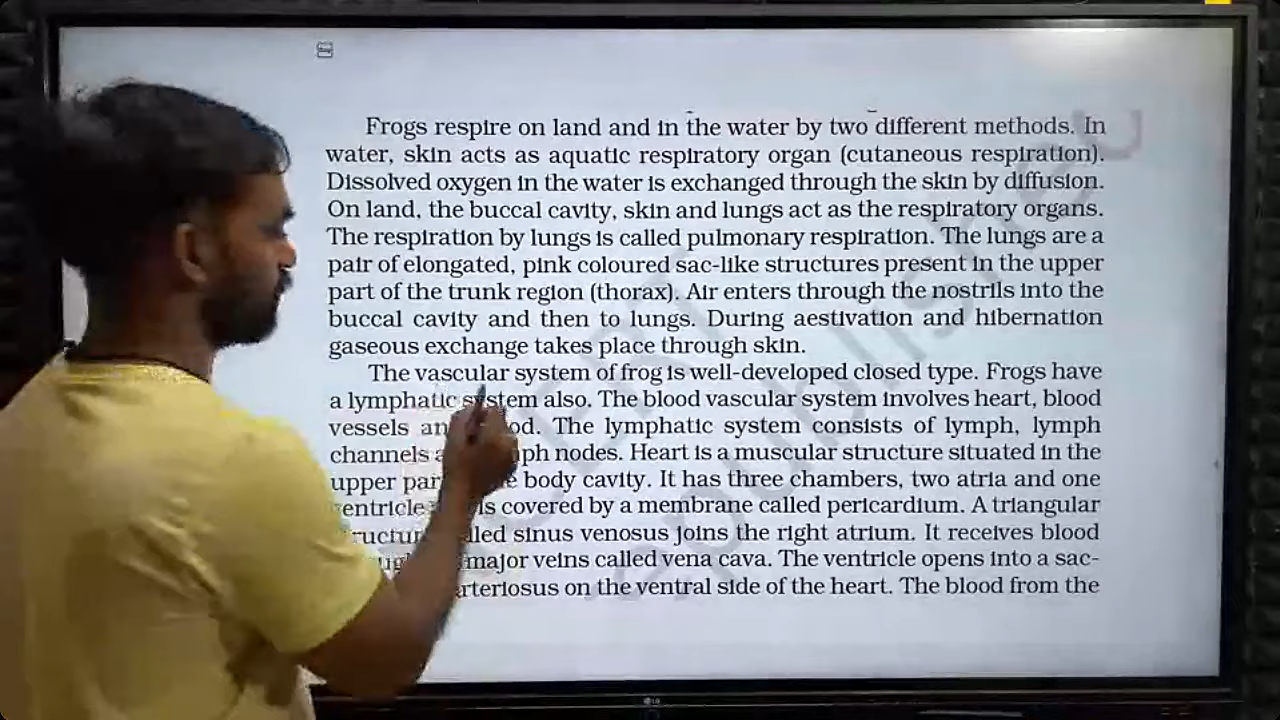 Frogs respire on land and in the water by two different methods. In
water, skin acts as aquatic respiratory organ (cutaneous respiration).
Dissolved oxygen in the water is exchanged through the skin by diffusion.
On land, the buccal cavity, skin and lungs act as the respiratory organs.
The respiration by lungs is called pulmonary respiration. The lungs are a
pair of elongated, pink coloured sac-like structures present in the upper
part of the trunk region (thorax). Air enters through the nostrils into the
buccal cavity and then to lungs. During aestivation and hibernation
gaseous exchange takes place through skin.
The vascular system of frog is well-developed closed type. Frogs have
a lymphatic system also. The blood vascular system involves heart, blood
vessels an od. The lymphatic system consists of lymph, lymph
channels a ph nodes. Heart is a muscular structure situated in the
upper par body cavity. It has three chambers, two atria and one
entricle is covered by a membrane called pericardium. A triangular
ructur led sinus venosus joins the right atrium. It receives blood
major veins called vena cava. The ventricle opens into a sac-
rteriosus on the ventral side of the heart. The blood from the
LG